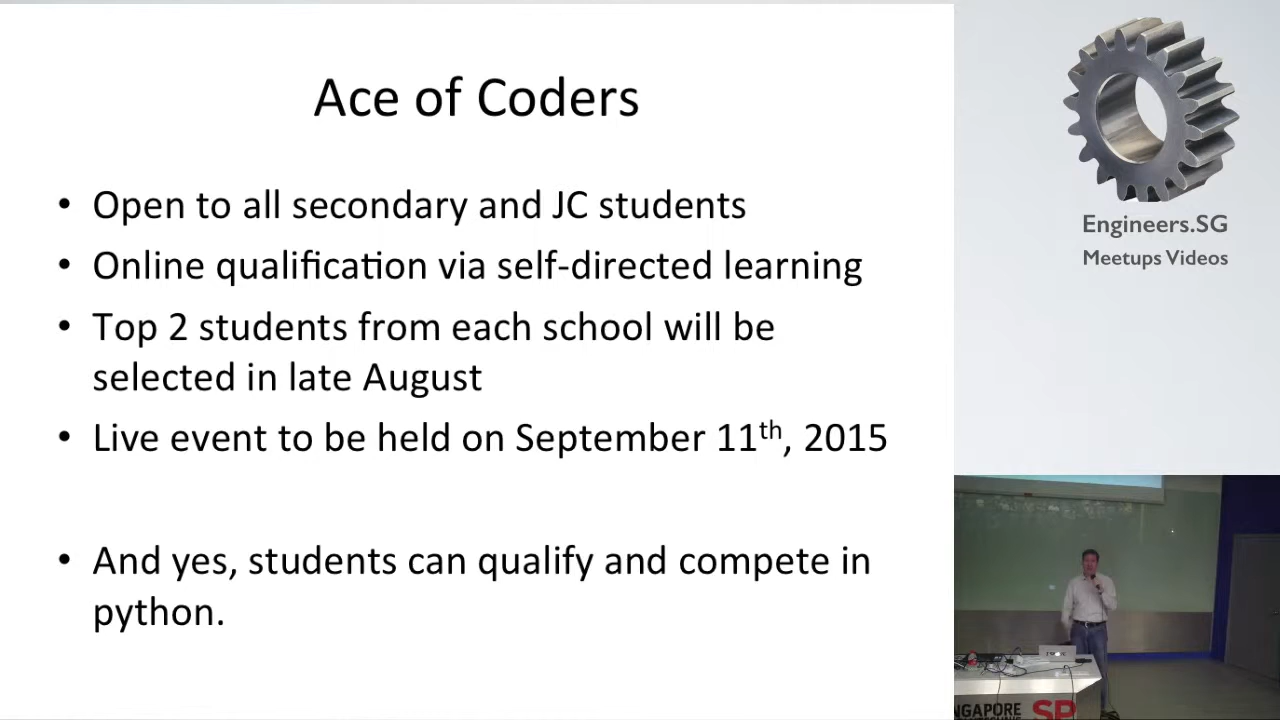 Ace of Coders
• Open to all secondary and JC students
• Online qualification via self-directed learning
• Top 2 students from each school will be
selected in late August
• Live event to be held on September 11th, 2015
• And yes, students can qualify and compete in
python.
Engineers.SG
Meetups Videos
SP